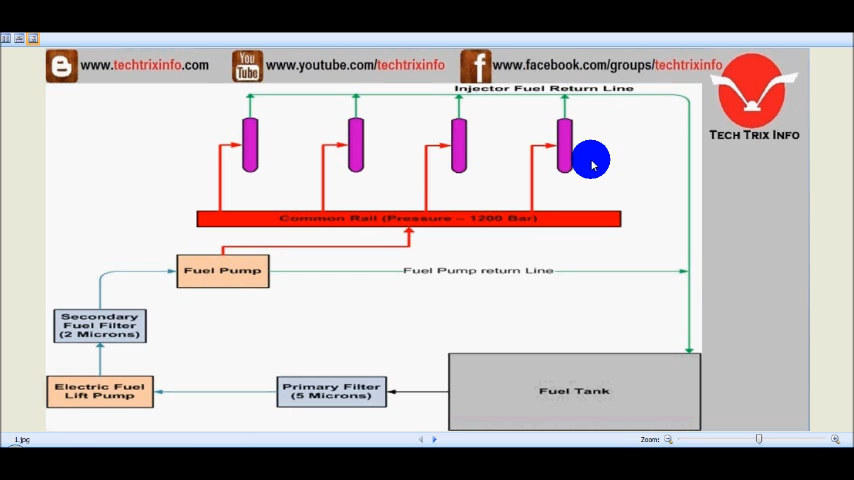 www.techtrixinfo.com
You
Tube
www.youtube.com/techtrixinfo
f
www.facebook.com/groups/techtrixinfo
TECH TRIX INFO
Injector Fuel Return Line
Common Rail (Pressure – 1200 Bar)
Fuel Pump
Fuel Pump return Line
Secondary
Fuel Filter
(2 Microns)
Electric Fuel
Lift Pump
Primary Filter
(5 Microns)
Fuel Tank
1.jpg
Zoom: